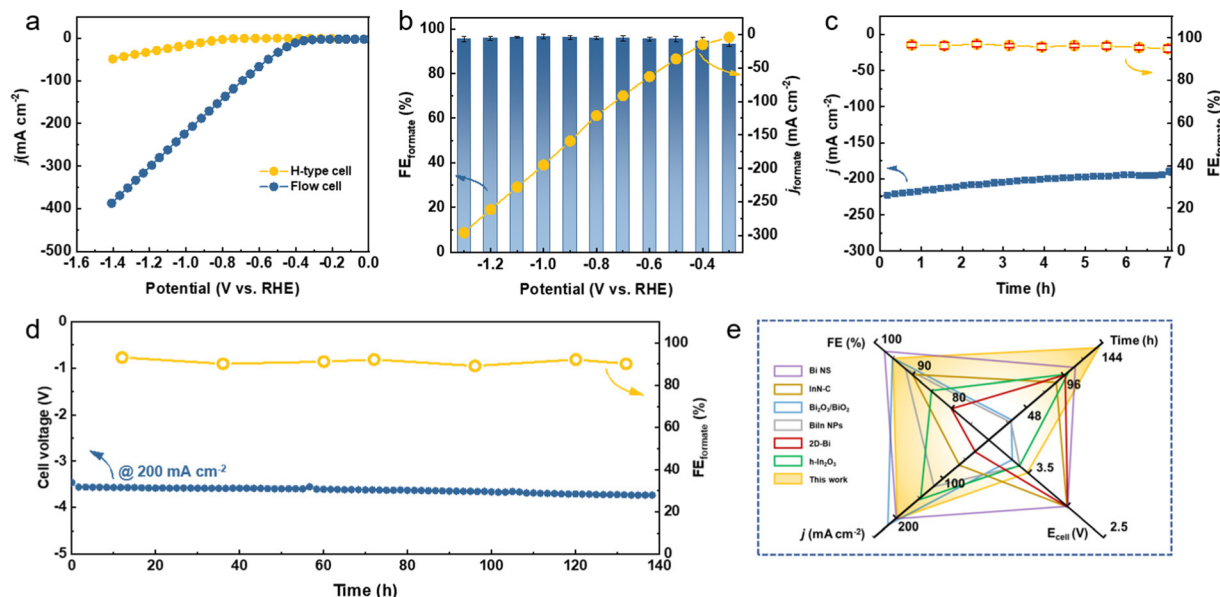 a
j(mA cm⁻²)
0
-100
-200
-300
-400
-500
H-type cell
Flow cell
-1.6 -1.4 -1.2 -1.0 -0.8 -0.6 -0.4 -0.2 0.0
Potential (V vs. RHE)
b
FEformate (%)
100
80
60
40
20
0
-1.2 -1.0 -0.8 -0.6 -0.4
Potential (V vs. RHE)
0
-50
-100
-150
-200
-250
-300
jformate (mA cm⁻²)
c
j (mA cm⁻²)
0
-50
-100
-150
-200
-250
-300
0 1 2 3 4 5 6 7
Time (h)
100
80
60
40
20
0
FEformate (%)
d
Cell voltage (V)
0
-1
-2
-3
-4
-5
@ 200 mA cm⁻²
0 20 40 60 80 100 120 140
Time (h)
100
80
60
40
20
0
FEformate (%)
e
FE (%)
100
90
80
Time (h)
144
96
48
Bi NS
InN-C
Bi₂O₃/BiO₂
BiIn NPs
2D-Bi
h-In₂O₃
This work
100
200
j (mA cm⁻²)
3.5
2.5
Ecell (V)